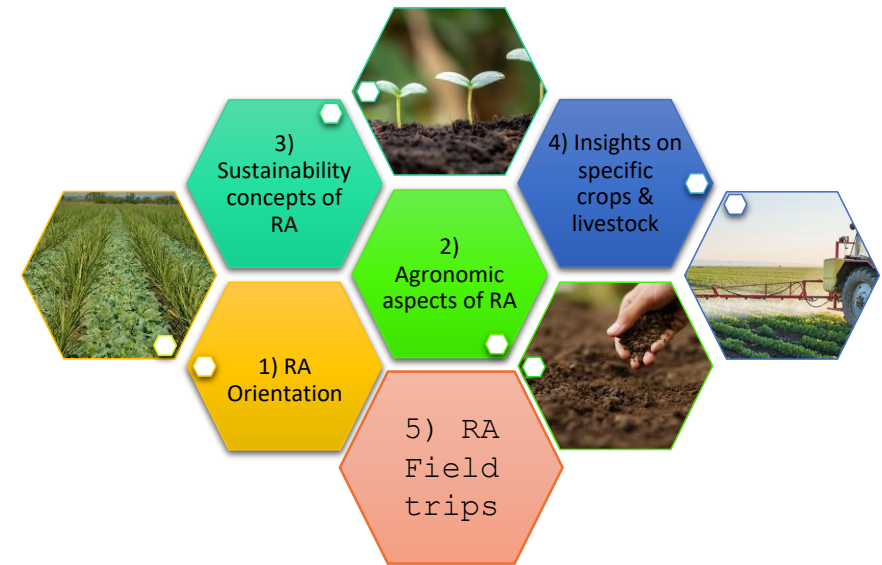 3)
Sustainability
concepts of
RA
4) Insights on
specific
crops &
livestock
2)
Agronomic
aspects of RA
1) RA
Orientation
5) RA
Field
trips